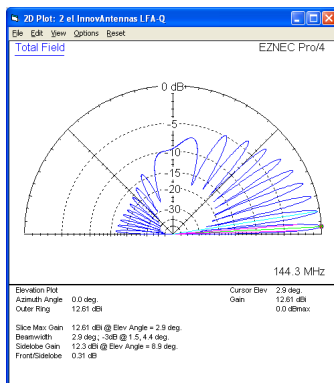 2D Plot: 2 el InnovAntennas LFA-Q
File Edit View Options Reset
Total Field
EZNEC Pro/4
0 dB
-5
-10
-15
-20
-30
144.3 MHz
Elevation Plot
Azimuth Angle 0.0 deg.
Outer Ring 12.61 dBi
Cursor Elev 2.9 deg.
Gain 12.61 dBi
0.0 dBmax
Slice Max Gain 12.61 dBi @ Elev Angle = 2.9 deg.
Beamwidth 2.9 deg.; -3dB @ 1.5, 4.4 deg.
Sidelobe Gain 12.3 dBi @ Elev Angle = 8.9 deg.
Front/Sidelobe 0.31 dB